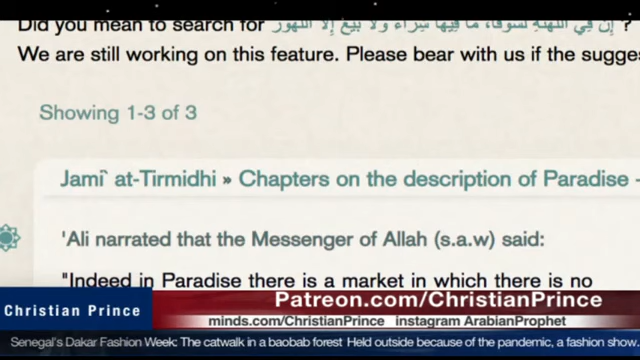 Did you mean to search for إن في اللهنة لسوقا، ما فيها سراء ولا بيع إلا اللهور ?
We are still working on this feature. Please bear with us if the sugge
Showing 1-3 of 3
Jami` at-Tirmidhi » Chapters on the description of Paradise -
'Ali narrated that the Messenger of Allah (s.a.w) said:
"Indeed in Paradise there is a market in which there is no
Christian Prince
Patreon.com/ChristianPrince
minds.com/ChristianPrince instagram ArabianProphet
Senegal's Dakar Fashion Week: The catwalk in a baobab forest Held outside because of the pandemic, a fashion show.